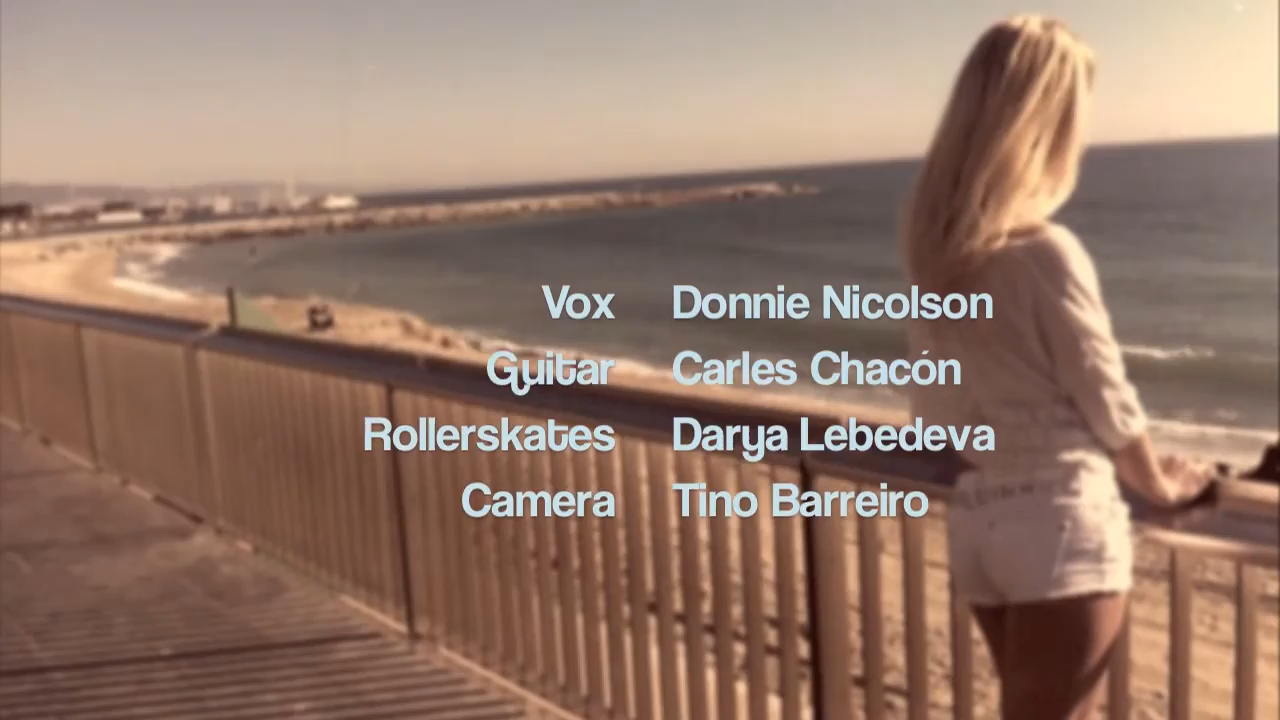 Vox Donnie Nicolson
Guitar Carles Chacón
Rollerskates Darya Lebedeva
Camera Tino Barreiro